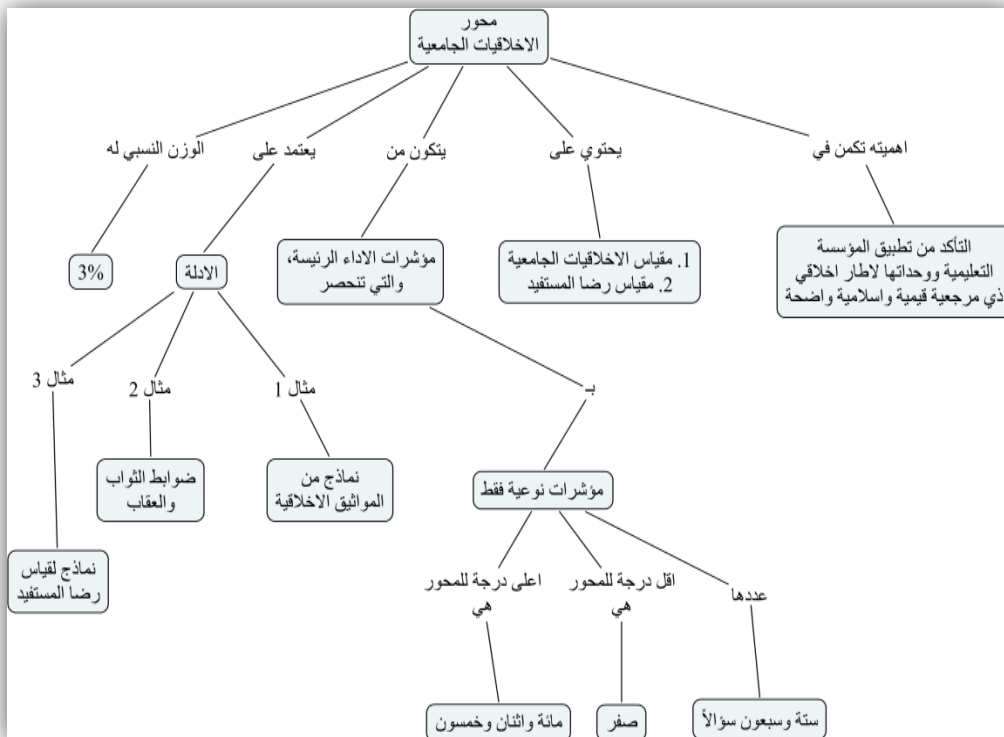 محور
الاخلاقيات الجامعية
اهميته تكمن في
يحتوي على
يتكون من
يعتمد على
الوزن النسبي له
التأكد من تطبيق المؤسسة
التعليمية ووحداتها لاطار اخلاقي
ذي مرجعية قيمية واسلامية واضحة
1. مقياس الاخلاقيات الجامعية
2. مقياس رضا المستفيد
مؤشرات الاداء الرئيسة،
والتي تنحصر
الادلة
3%
بـ
مثال 1
مثال 2
مثال 3
مؤشرات نوعية فقط
نماذج من
المواثيق الاخلاقية
ضوابط الثواب
والعقاب
نماذج لقياس
رضا المستفيد
عددها
اقل درجة للمحور
هي
اعلى درجة للمحور
هي
ستة وسبعون سؤالاً
صفر
مائة واثنان وخمسون